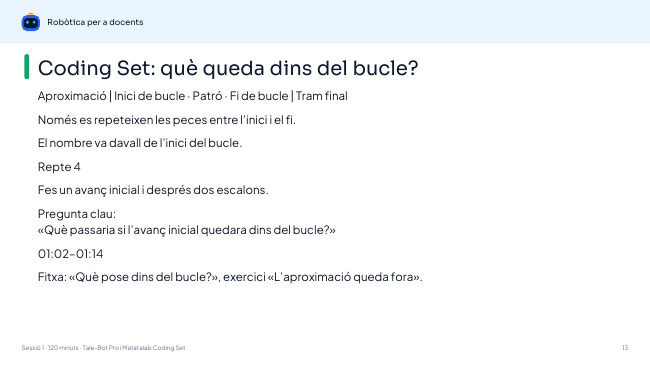 Robòtica per a docents
Coding Set: què queda dins del bucle?
Aproximació | Inici de bucle · Patró · Fi de bucle | Tram final
Només es repeteixen les peces entre l’inici i el fi.
El nombre va davall de l’inici del bucle.
Repte 4
Fes un avanç inicial i després dos escalons.
Pregunta clau:
«Què passaria si l’avanç inicial quedara dins del bucle?»
01:02–01:14
Fitxa: «Què pose dins del bucle?», exercici «L’aproximació queda fora».
Sessió 1 · 120 minuts · Tale-Bot Pro i Matatalab Coding Set
13